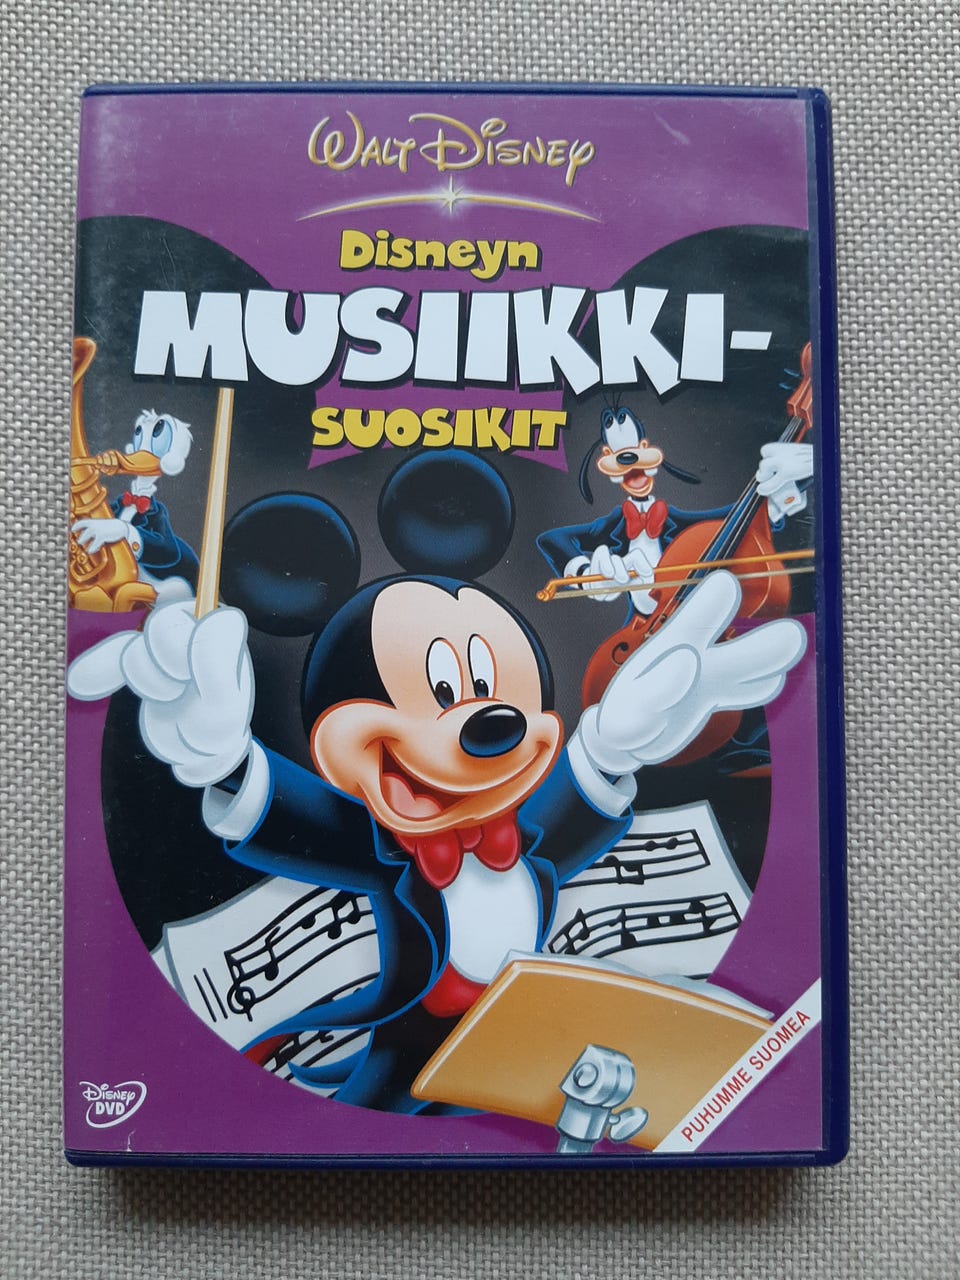 WALT DISNEY
Disneyn
MUSIIKKI-
SUOSIKIT
DISNEY
DVD
PUHUMME SUOMEA